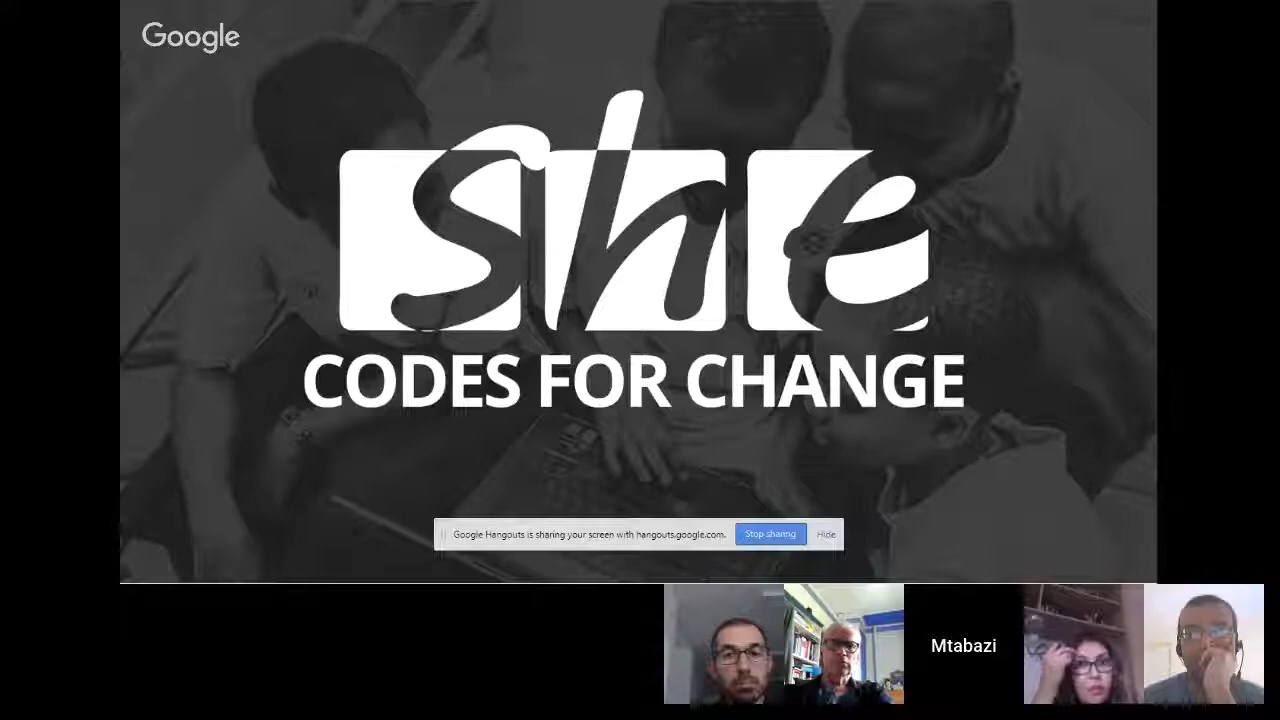 Google
She
CODES FOR CHANGE
Google Hangouts is sharing your screen with hangouts.google.com. Stop sharing Hide
Mtabazi